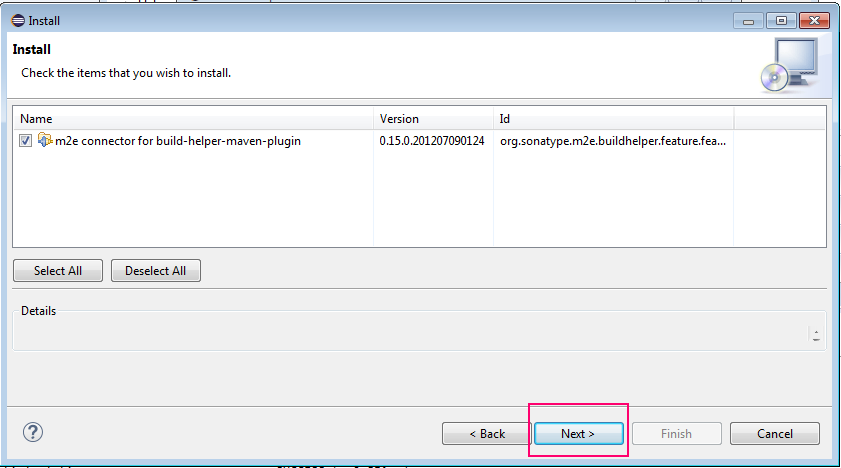 Install
Install
Check the items that you wish to install.
Name Version Id
m2e connector for build-helper-maven-plugin 0.15.0.201207090124 org.sonatype.m2e.buildhelper.feature.fea...
Select All Deselect All
Details
? < Back Next > Finish Cancel